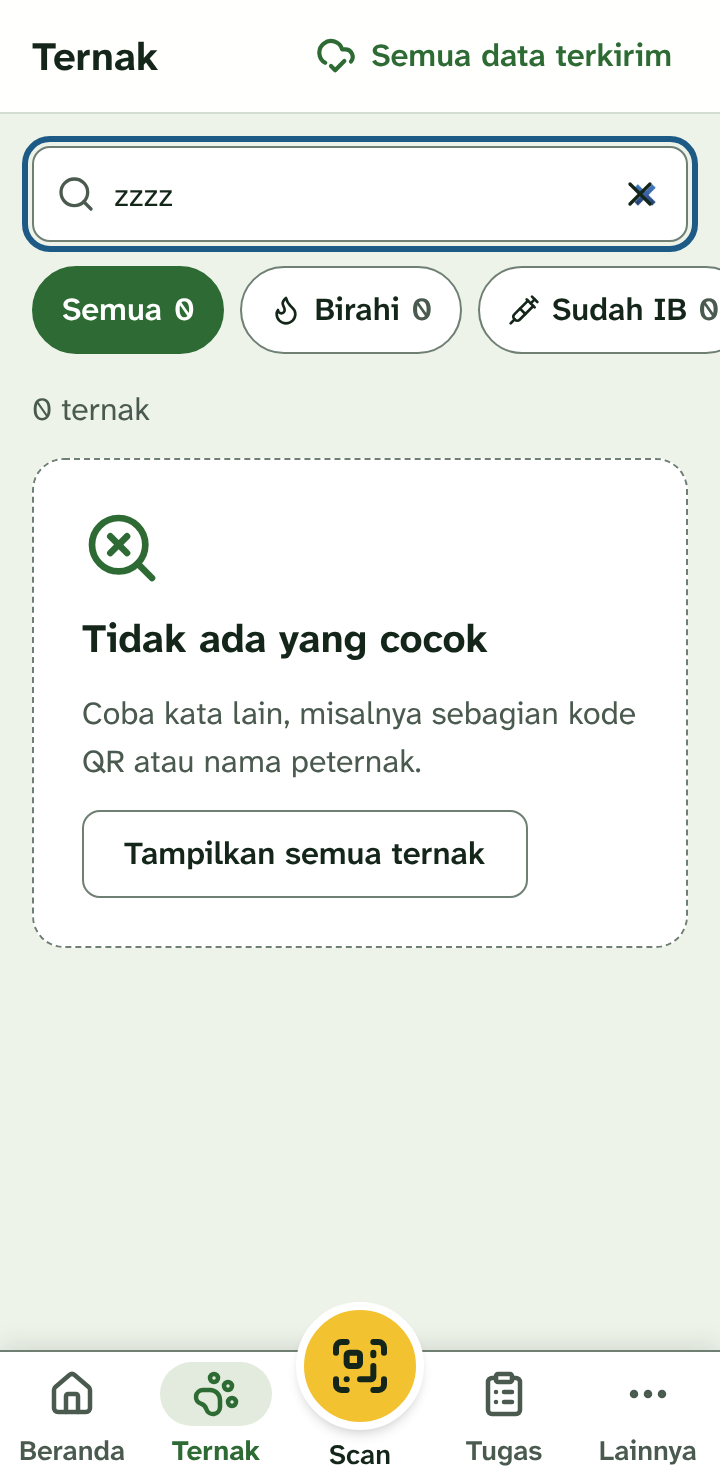 Ternak
Semua data terkirim
zzzz
Semua 0
Birahi 0
Sudah IB 0
0 ternak
Tidak ada yang cocok
Coba kata lain, misalnya sebagian kode
QR atau nama peternak.
Tampilkan semua ternak
Beranda
Ternak
Scan
Tugas
Lainnya